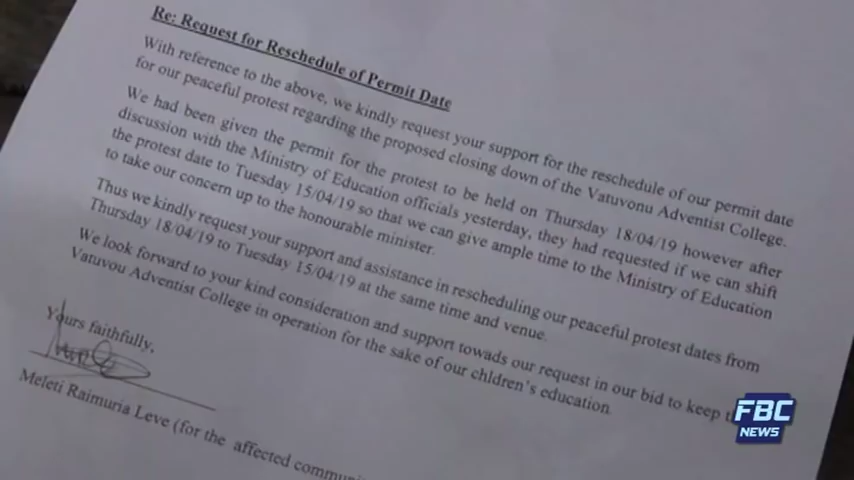 Re: Request for Reschedule of Permit Date
With reference to the above, we kindly request your support for the reschedule of our permit date
for our peaceful protest regarding the proposed closing down of the Vatuvonu Adventist College.
We had been given the permit for the protest to be held on Thursday 18/04/19 however after
discussion with the Ministry of Education officials yesterday, they had requested if we can shift
the protest date to Tuesday 15/04/19 so that we can give ample time to the Ministry of Education
to take our concern up to the honourable minister.
Thus we kindly request your support and assistance in rescheduling our peaceful protest dates from
Thursday 18/04/19 to Tuesday 15/04/19 at the same time and venue.
We look forward to your kind consideration and support towads our request in our bid to keep
Vatuvou Adventist College in operation for the sake of our chldren's education.
Yours faithfully,
Meleti Raimuria Leve (for the affected
FBC
NEWS